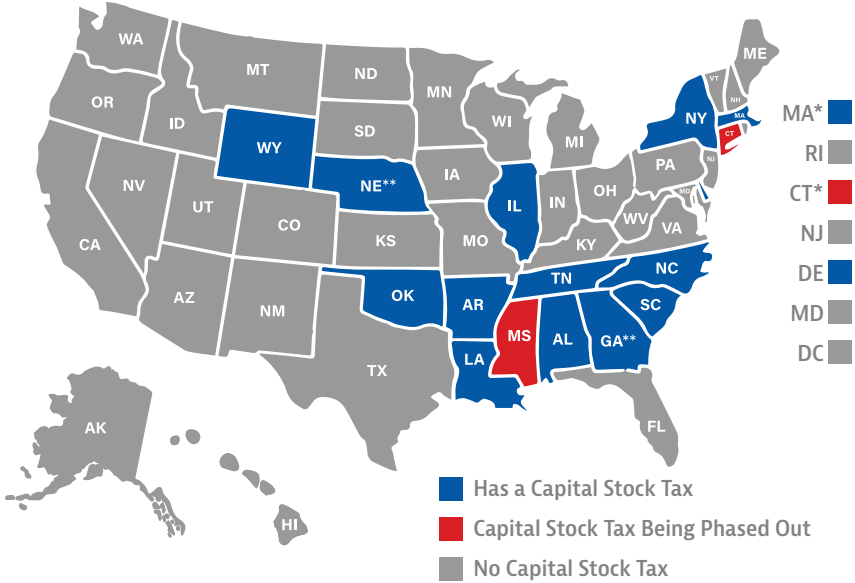 WA
MT
ND
MN
ME
VT
NH
OR
ID
SD
WI
MI
NY
MA
CT
WY
NE**
IA
PA
NJ
NV
UT
CO
KS
MO
IL
IN
OH
MD
WV
VA
KY
CA
AZ
NM
OK
AR
TN
NC
SC
MS
AL
GA**
LA
TX
FL
AK
HI
MA*
RI
CT*
NJ
DE
MD
DC
Has a Capital Stock Tax
Capital Stock Tax Being Phased Out
No Capital Stock Tax